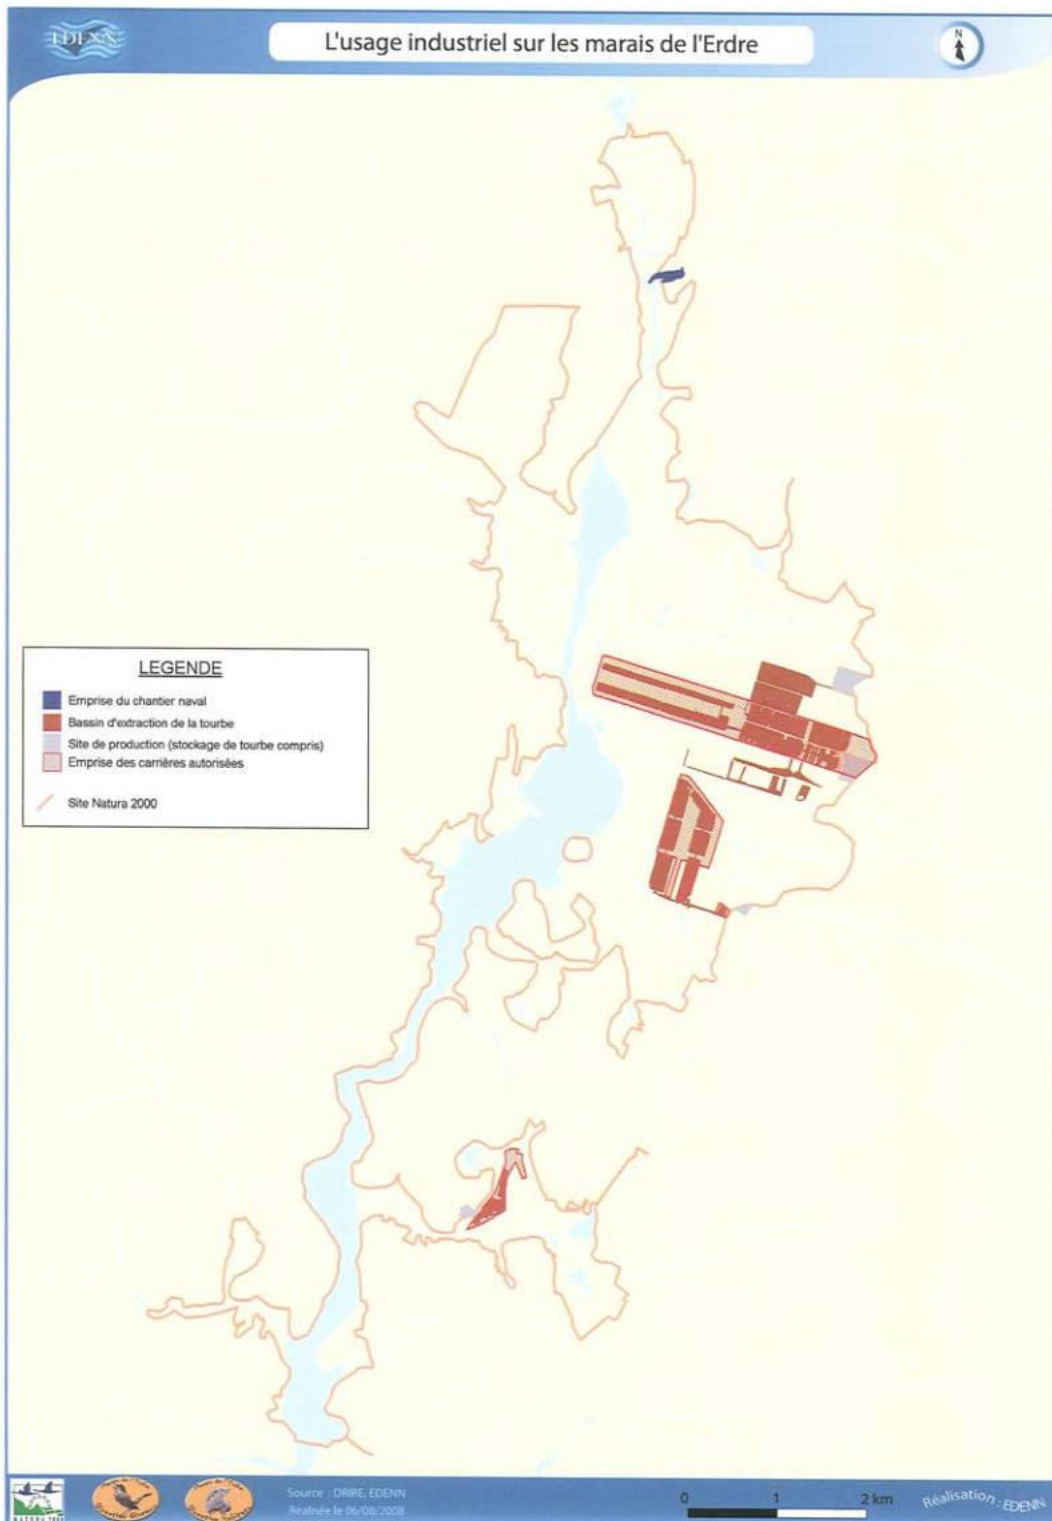 EDENN
L'usage industriel sur les marais de l'Erdre
N
LEGENDE
Emprise du chantier naval
Bassin d'extraction de la tourbe
Site de production (stockage de tourbe compris)
Emprise des carrières autorisées
Site Natura 2000
NATURA 2000
Source : DRIRE, EDENN
Réalisée le 06/08/2008
0 1 2 km
Réalisation : EDENN